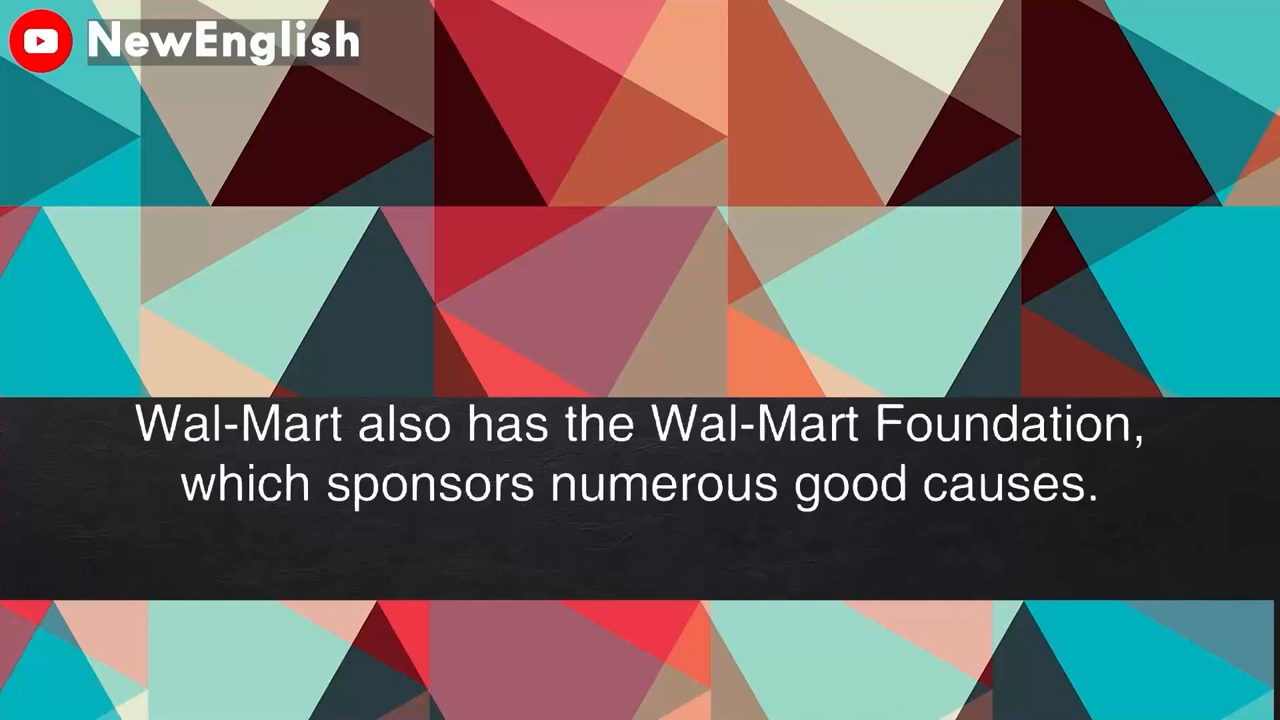 NewEnglish
Wal-Mart also has the Wal-Mart Foundation,
which sponsors numerous good causes.